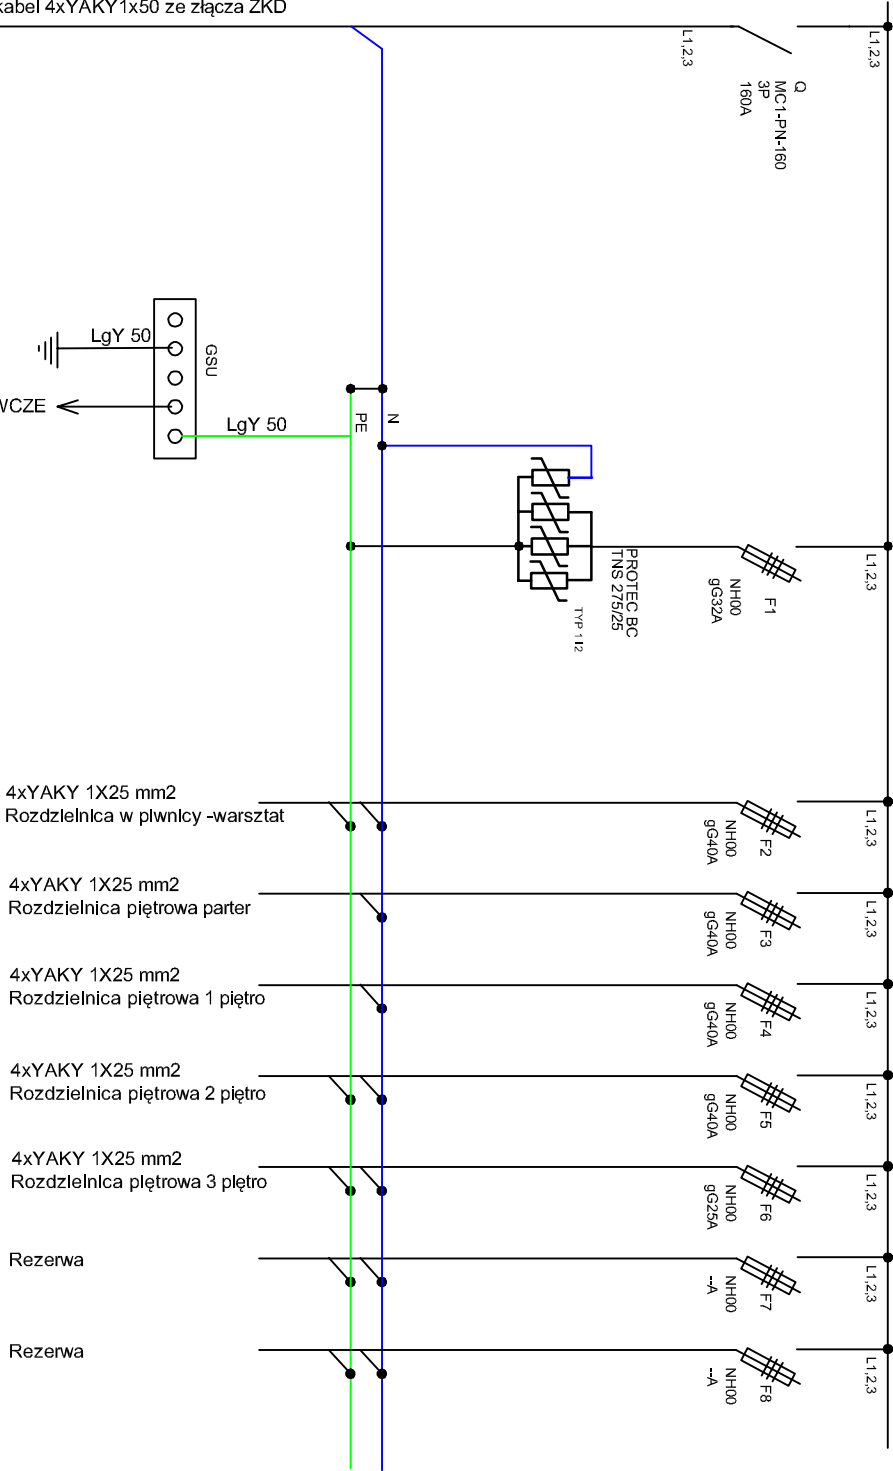 kabel 4xYAKY1x50 ze złącza ZKD
L1,2,3
L1,2,3
Q
MC1-PN-160
3P
160A
LgY 50
GSU
WCZE
LgY 50
PE
N
PROTEC BC
TNS 275/25
TYP 1 i 2
F1
NH00
gG32A
L1,2,3
4xYAKY 1X25 mm2
Rozdzielnica w piwnicy -warsztat
F2
NH00
gG40A
L1,2,3
4xYAKY 1X25 mm2
Rozdzielnica piętrowa parter
F3
NH00
gG40A
L1,2,3
4xYAKY 1X25 mm2
Rozdzielnica piętrowa 1 piętro
F4
NH00
gG40A
L1,2,3
4xYAKY 1X25 mm2
Rozdzielnica piętrowa 2 piętro
F5
NH00
gG40A
L1,2,3
4xYAKY 1X25 mm2
Rozdzielnica piętrowa 3 piętro
F6
NH00
gG25A
L1,2,3
Rezerwa
F7
NH00
--A
L1,2,3
Rezerwa
F8
NH00
--A
L1,2,3